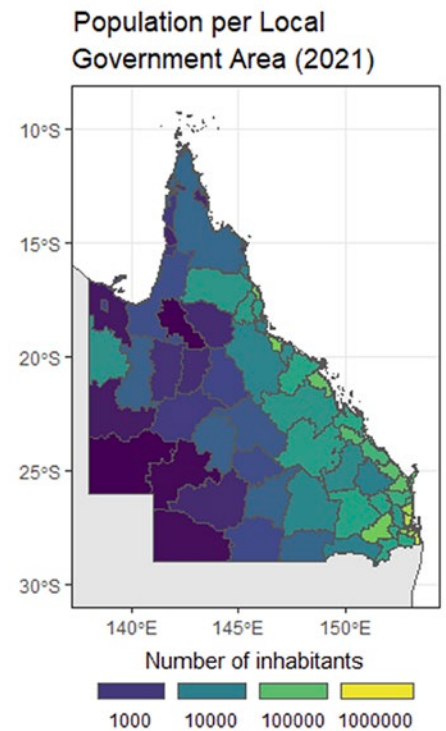 Population per Local
Government Area (2021)
10°S
15°S
20°S
25°S
30°S
140°E 145°E 150°E
Number of inhabitants
1000 10000 100000 1000000